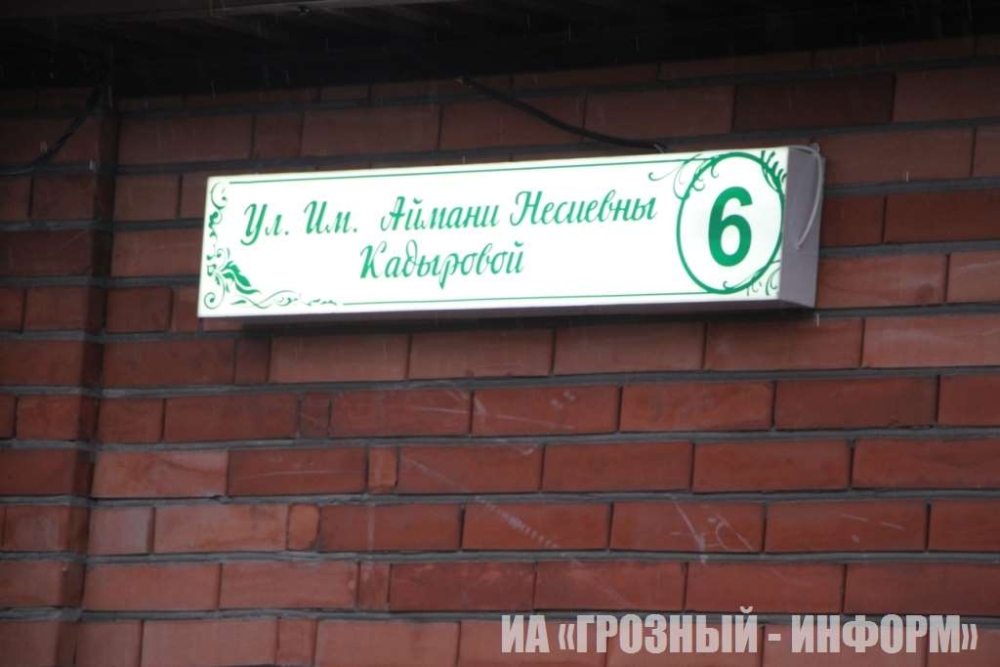 Ул. Им. Аймани Несиевны
Кадыровой
6
ИА «ГРОЗНЫЙ - ИНФОРМ»